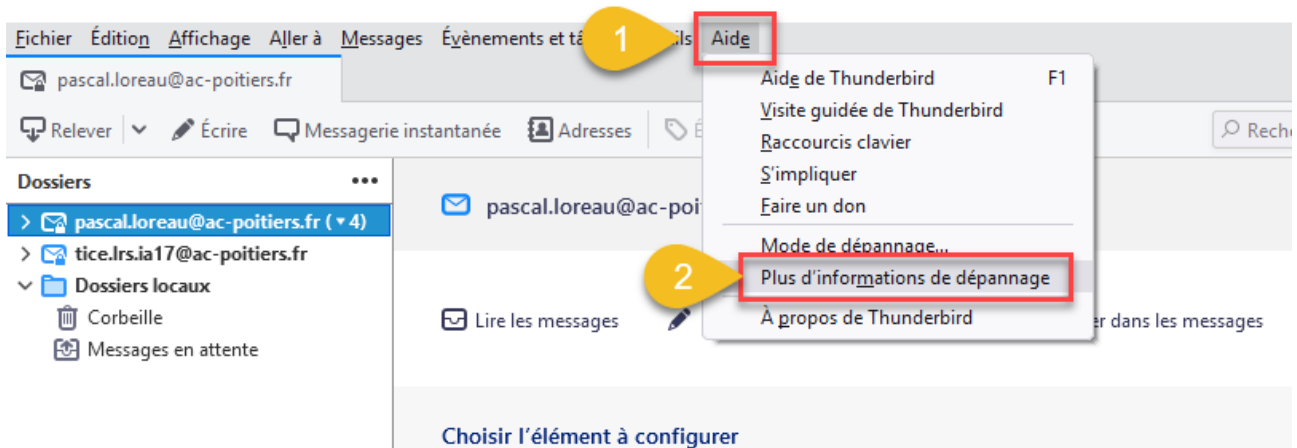 Fichier Édition Affichage Aller à Messages Évènements et tâ 1 ils Aide
pascal.loreau@ac-poitiers.fr
Aide de Thunderbird F1
Visite guidée de Thunderbird
Relever Écrire Messagerie instantanée Adresses É Reche
Raccourcis clavier
S'impliquer
Dossiers •••
Faire un don
pascal.loreau@ac-poi
pascal.loreau@ac-poitiers.fr (▾ 4)
tice.lrs.ia17@ac-poitiers.fr
Mode de dépannage...
2 Plus d'informations de dépannage
Dossiers locaux
Corbeille
Lire les messages
À propos de Thunderbird
er dans les messages
Messages en attente
Choisir l'élément à configurer